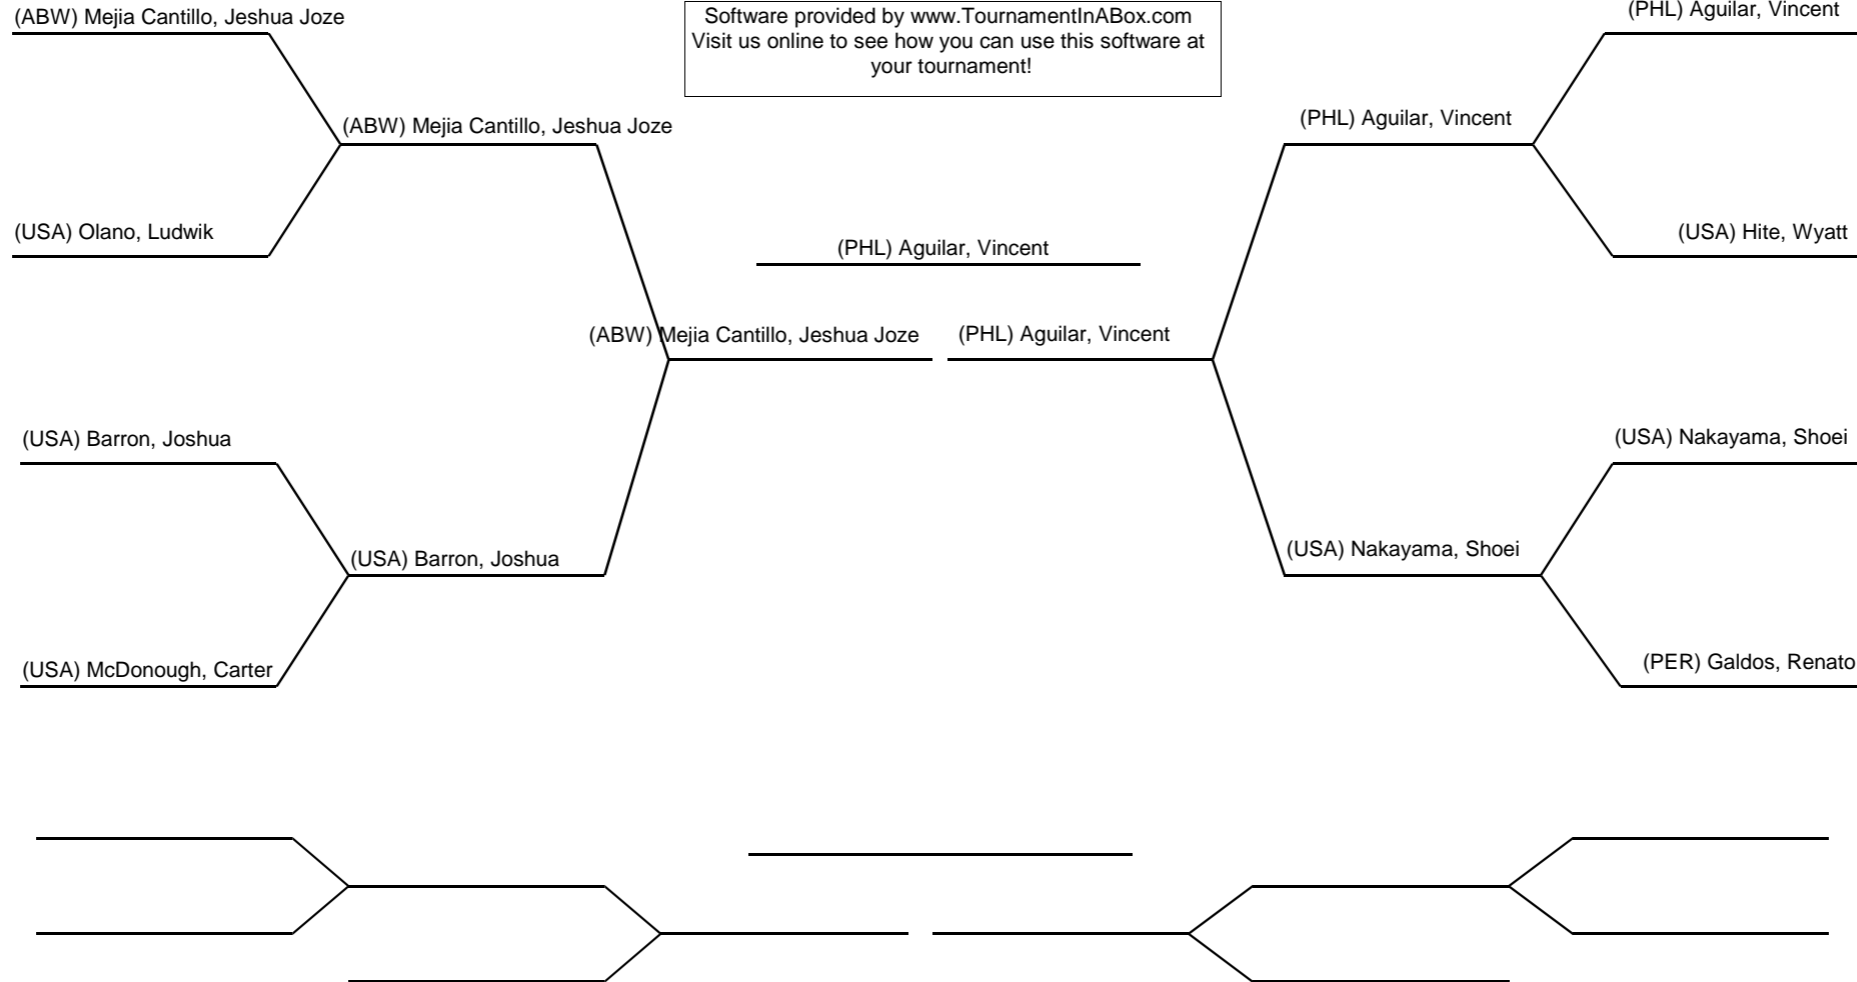 (ABW) Mejia Cantillo, Jeshua Joze
Software provided by www.TournamentInABox.com
Visit us online to see how you can use this software at
your tournament!
(PHL) Aguilar, Vincent
(ABW) Mejia Cantillo, Jeshua Joze
(PHL) Aguilar, Vincent
(USA) Olano, Ludwik
(PHL) Aguilar, Vincent
(USA) Hite, Wyatt
(ABW) Mejia Cantillo, Jeshua Joze
(PHL) Aguilar, Vincent
(USA) Barron, Joshua
(USA) Nakayama, Shoei
(USA) Barron, Joshua
(USA) Nakayama, Shoei
(USA) McDonough, Carter
(PER) Galdos, Renato